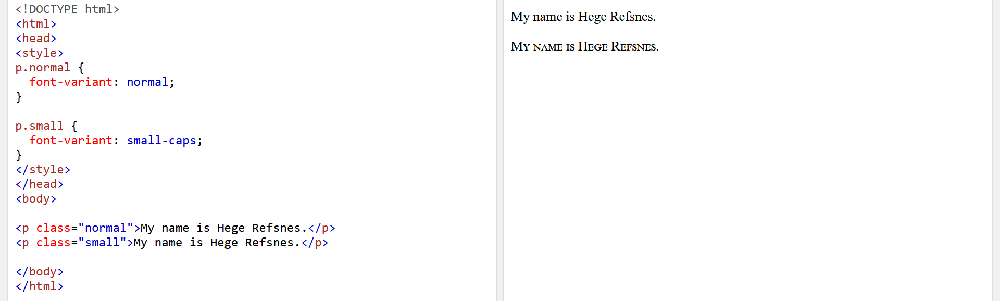 <!DOCTYPE html>
<html>
<head>
<style>
p.normal {
  font-variant: normal;
}

p.small {
  font-variant: small-caps;
}
</style>
</head>
<body>

<p class="normal">My name is Hege Refsnes.</p>
<p class="small">My name is Hege Refsnes.</p>

</body>
</html>
My name is Hege Refsnes.
My name is Hege Refsnes.